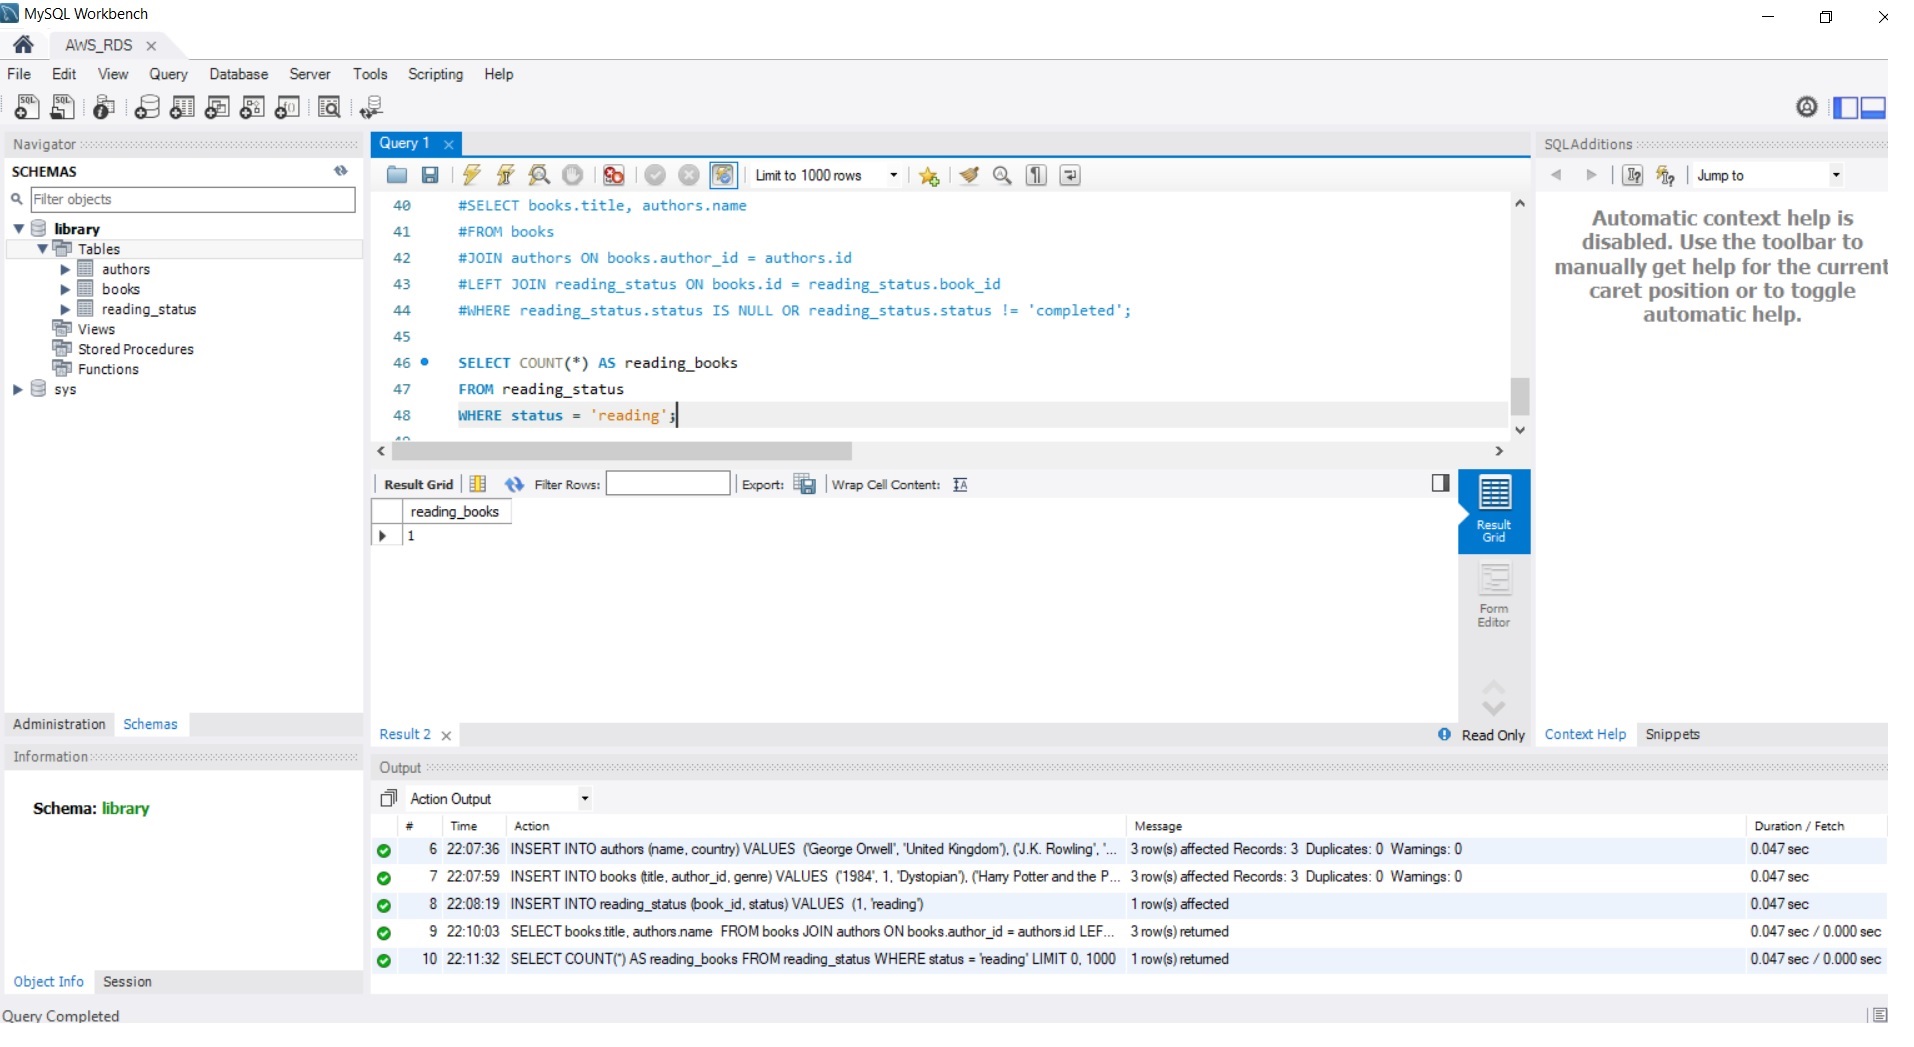 MySQL Workbench
AWS_RDS
File Edit View Query Database Server Tools Scripting Help
Navigator
SCHEMAS
Filter objects
library
Tables
authors
books
reading_status
Views
Stored Procedures
Functions
sys
Administration Schemas
Information
Schema: library
Object Info Session
Query 1
Limit to 1000 rows
40 #SELECT books.title, authors.name
41 #FROM books
42 #JOIN authors ON books.author_id = authors.id
43 #LEFT JOIN reading_status ON books.id = reading_status.book_id
44 #WHERE reading_status.status IS NULL OR reading_status.status != 'completed';
45
46 SELECT COUNT(*) AS reading_books
47 FROM reading_status
48 WHERE status = 'reading';
49
Result Grid Filter Rows: Export: Wrap Cell Content:
reading_books
1
Result
Grid
Form
Editor
Result 2
Read Only
SQLAdditions
Jump to
Automatic context help is
disabled. Use the toolbar to
manually get help for the current
caret position or to toggle
automatic help.
Context Help Snippets
Output
Action Output
# Time Action Message Duration / Fetch
6 22:07:36 INSERT INTO authors (name, country) VALUES ('George Orwell', 'United Kingdom'), ('J.K. Rowling', '... 3 row(s) affected Records: 3 Duplicates: 0 Warnings: 0 0.047 sec
7 22:07:59 INSERT INTO books (title, author_id, genre) VALUES ('1984', 1, 'Dystopian'), ('Harry Potter and the P... 3 row(s) affected Records: 3 Duplicates: 0 Warnings: 0 0.047 sec
8 22:08:19 INSERT INTO reading_status (book_id, status) VALUES (1, 'reading') 1 row(s) affected 0.047 sec
9 22:10:03 SELECT books.title, authors.name FROM books JOIN authors ON books.author_id = authors.id LEF... 3 row(s) returned 0.047 sec / 0.000 sec
10 22:11:32 SELECT COUNT(*) AS reading_books FROM reading_status WHERE status = 'reading' LIMIT 0, 1000 1 row(s) returned 0.047 sec / 0.000 sec
Query Completed